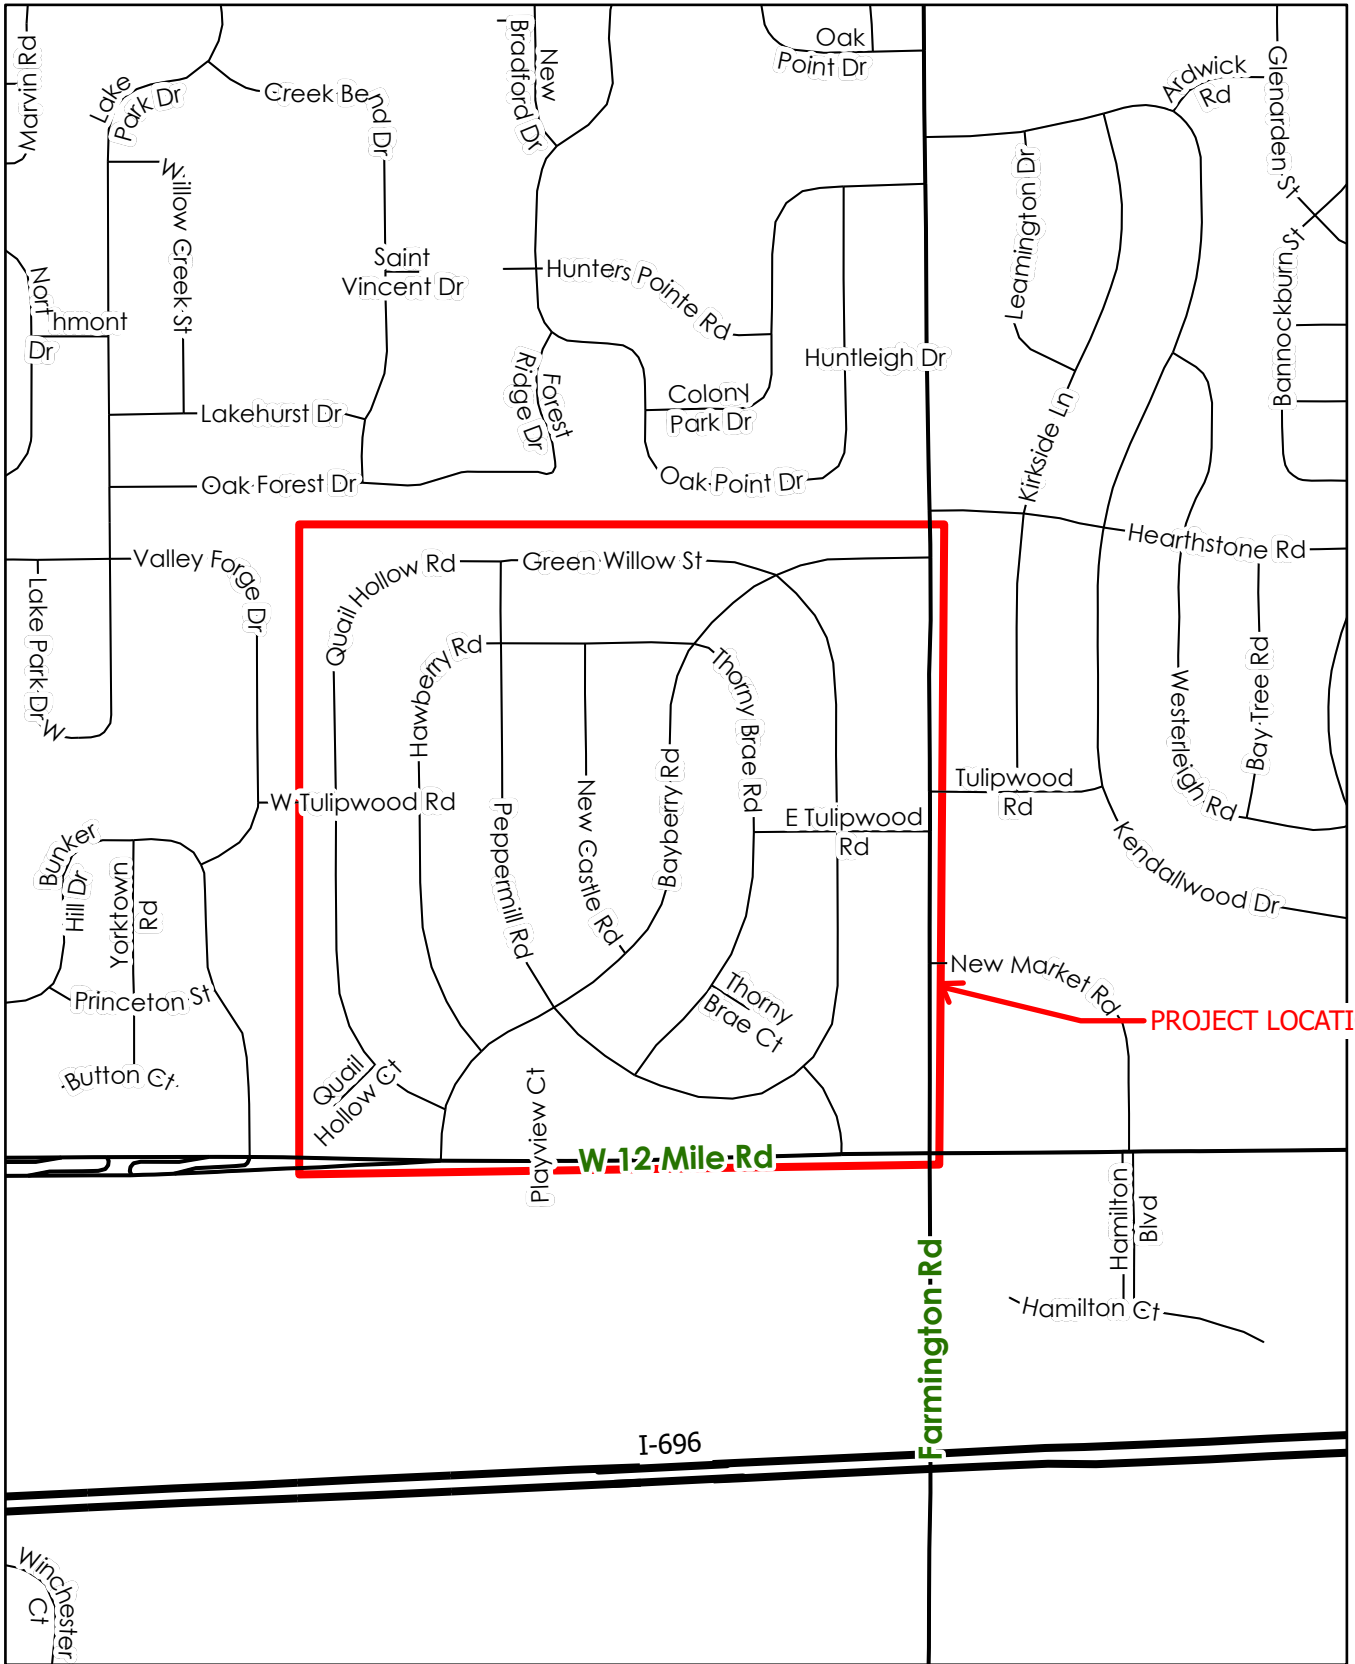 Marvin Rd
Lake
Park Dr
Creek Bend Dr
New
Bradford Dr
Oak
Point Dr
Ardwick
Rd
Glenarden St
Willow Creek St
Saint
Vincent Dr
Hunters Pointe Rd
Leamington Dr
Bannockburn St
Northmont
Dr
Huntleigh Dr
Forest
Ridge Dr
Colony
Park Dr
Lakehurst Dr
Kirkside Ln
Oak Forest Dr
Oak Point Dr
Hearthstone Rd
Valley Forge Dr
Quail Hollow Rd
Green Willow St
Lake Park Dr W
Hawberry Rd
Thorny Brae Rd
Westerleigh Rd
Bay Tree Rd
W Tulipwood Rd
Peppermill Rd
New Castle Rd
Bayberry Rd
E Tulipwood
Rd
Tulipwood
Rd
Kendallwood Dr
Bunker
Hill Dr
Yorktown
Rd
Princeton St
Button Ct
New Market Rd
Thorny
Brae Ct
PROJECT LOCATI
Quail
Hollow Ct
Playview Ct
W 12 Mile Rd
Hamilton
Blvd
Hamilton Ct
Farmington Rd
I-696
Winchester
Ct